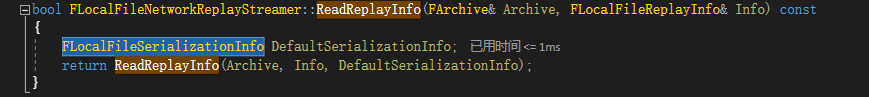 bool FLocalFileNetworkReplayStreamer::ReadReplayInfo(FArchive& Archive, FLocalFileReplayInfo& Info) const
{
FLocalFileSerializationInfo DefaultSerializationInfo; 已用时间 <= 1ms
return ReadReplayInfo(Archive, Info, DefaultSerializationInfo);
}